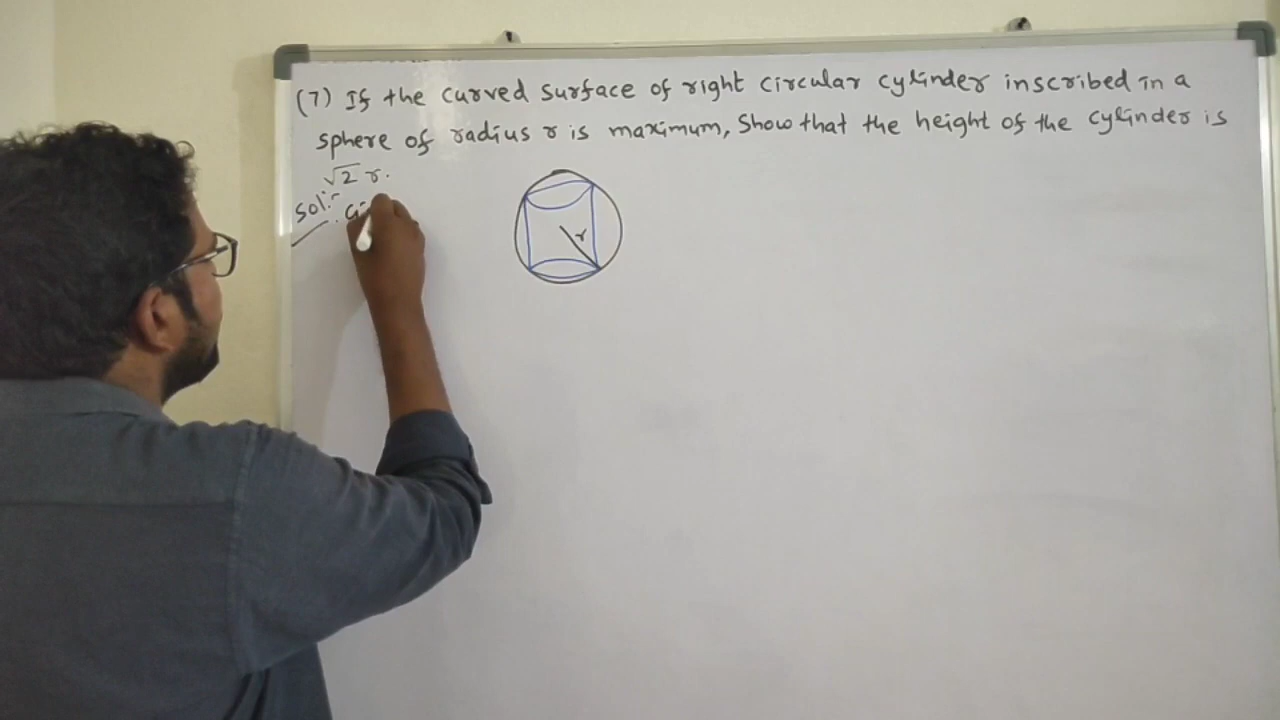 (7) If the curved surface of right circular cylinder inscribed in a
sphere of radius r is maximum, Show that the height of the cylinder is
√2 r.
Sol:-
r